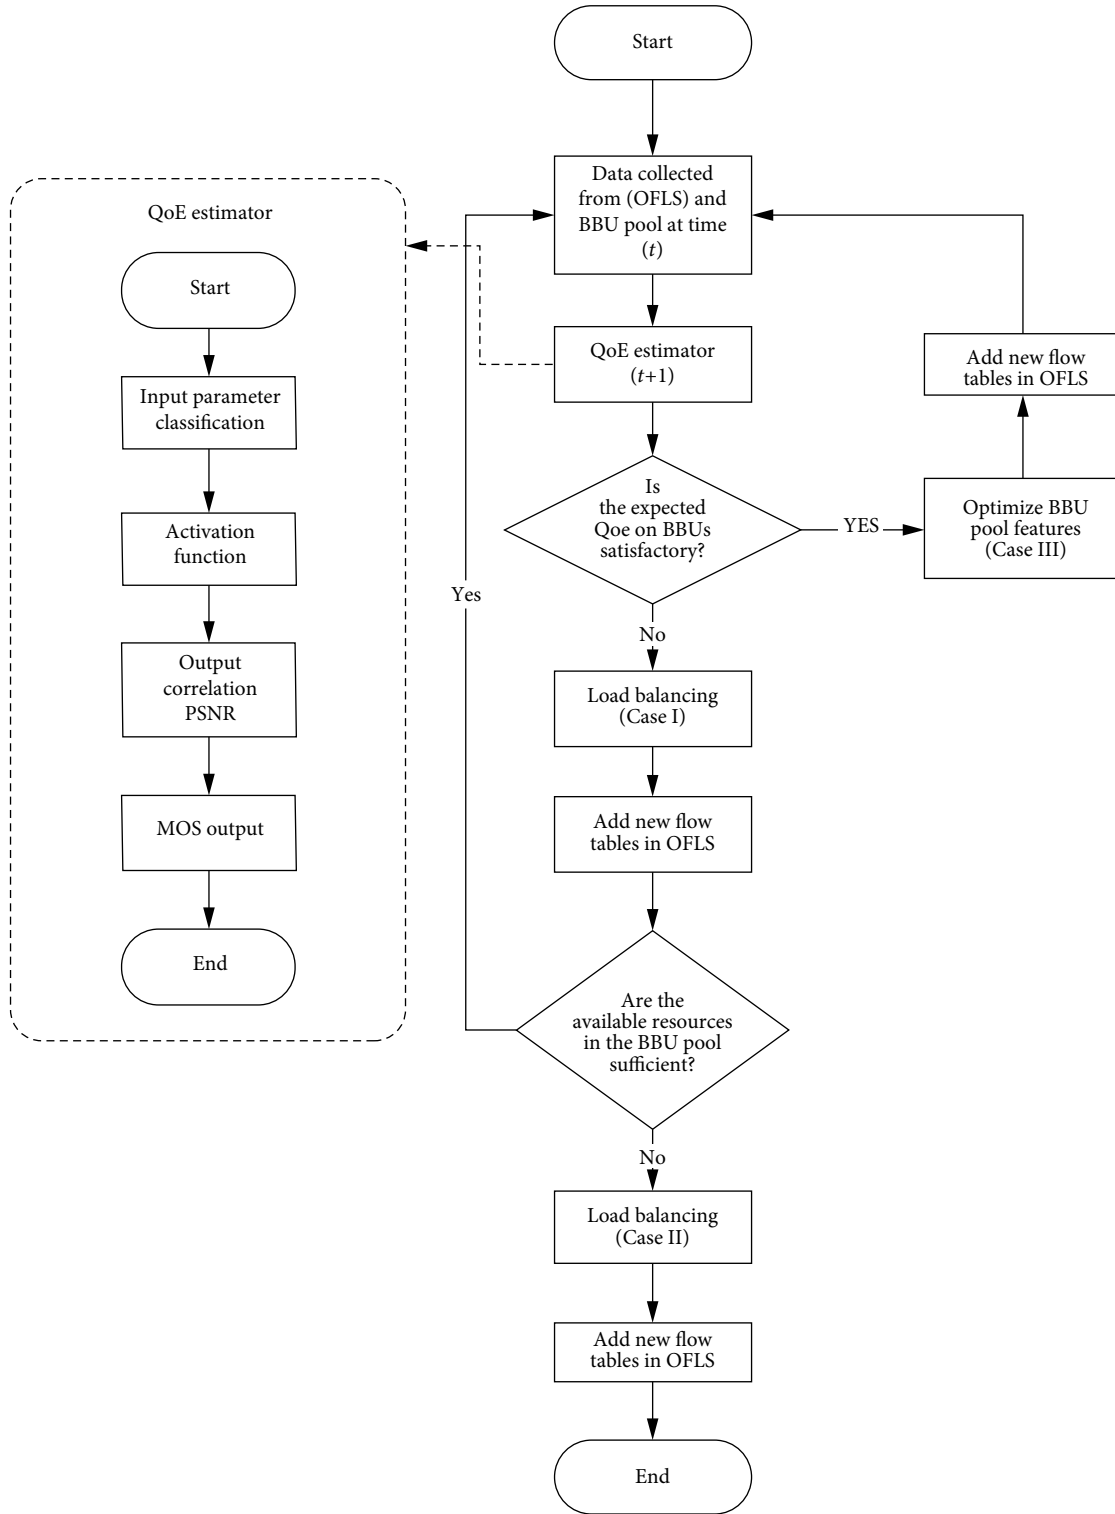 Start
Data collected
from (OFLS) and
BBU pool at time
(t)
QoE estimator
(t+1)
Is
the expected
Qoe on BBUs
satisfactory?
YES
Optimize BBU
pool features
(Case III)
Add new flow
tables in OFLS
No
Load balancing
(Case I)
Add new flow
tables in OFLS
Are the
available resources
in the BBU pool
sufficient?
Yes
No
Load balancing
(Case II)
Add new flow
tables in OFLS
End
QoE estimator
Start
Input parameter
classification
Activation
function
Output
correlation
PSNR
MOS output
End